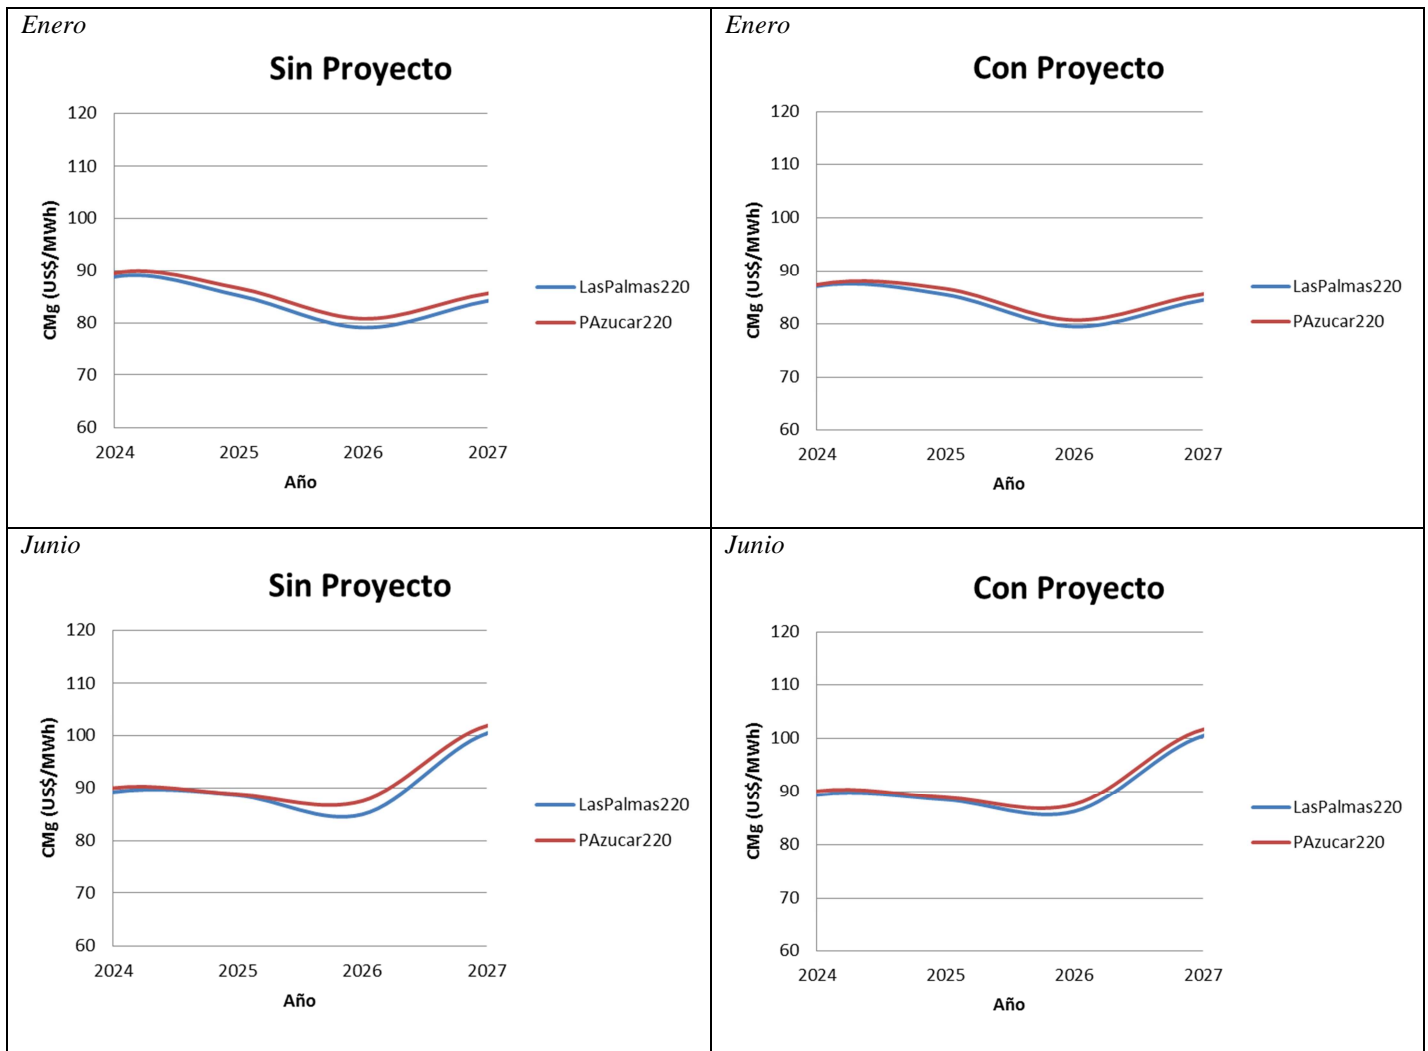 Enero
Sin Proyecto
120
110
100
90
80
70
60
CMg (US$/MWh)
2024 2025 2026 2027
Año
LasPalmas220
PAzucar220
Enero
Con Proyecto
120
110
100
90
80
70
60
CMg (US$/MWh)
2024 2025 2026 2027
Año
LasPalmas220
PAzucar220
Junio
Sin Proyecto
120
110
100
90
80
70
60
CMg (US$/MWh)
2024 2025 2026 2027
Año
LasPalmas220
PAzucar220
Junio
Con Proyecto
120
110
100
90
80
70
60
CMg (US$/MWh)
2024 2025 2026 2027
Año
LasPalmas220
PAzucar220